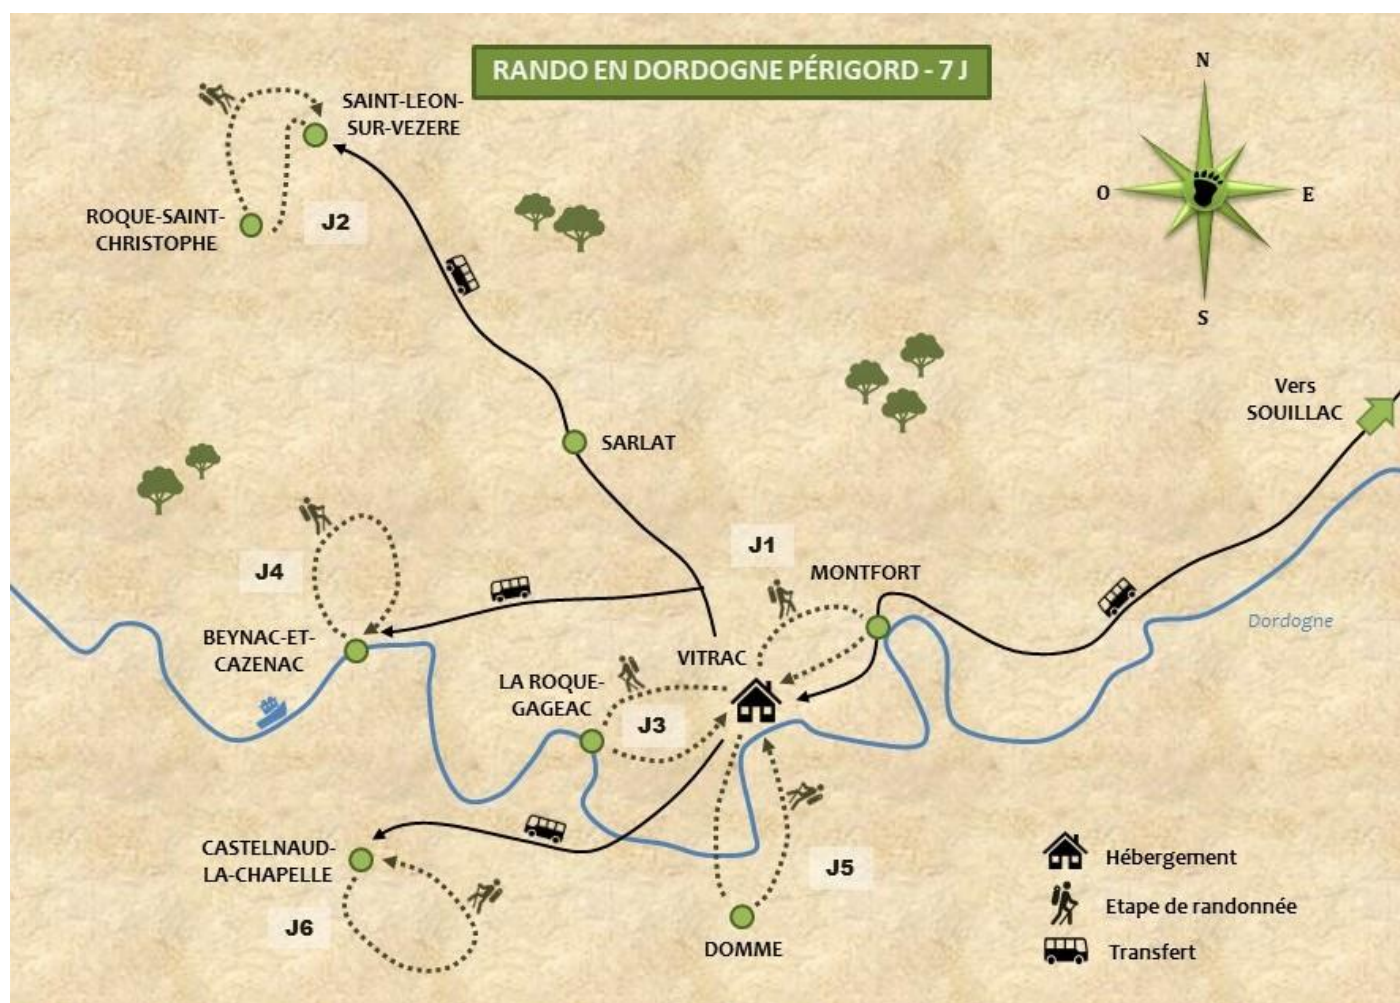 RANDO EN DORDOGNE PÉRIGORD - 7 J
N
O
E
S
SAINT-LEON-
SUR-VEZERE
ROQUE-SAINT-
CHRISTOPHE
J2
Vers
SOUILLAC
SARLAT
J1
MONTFORT
J4
BEYNAC-ET-
CAZENAC
VITRAC
Dordogne
LA ROQUE-
GAGEAC
J3
CASTELNAUD-
LA-CHAPELLE
J5
J6
DOMME
Hébergement
Etape de randonnée
Transfert